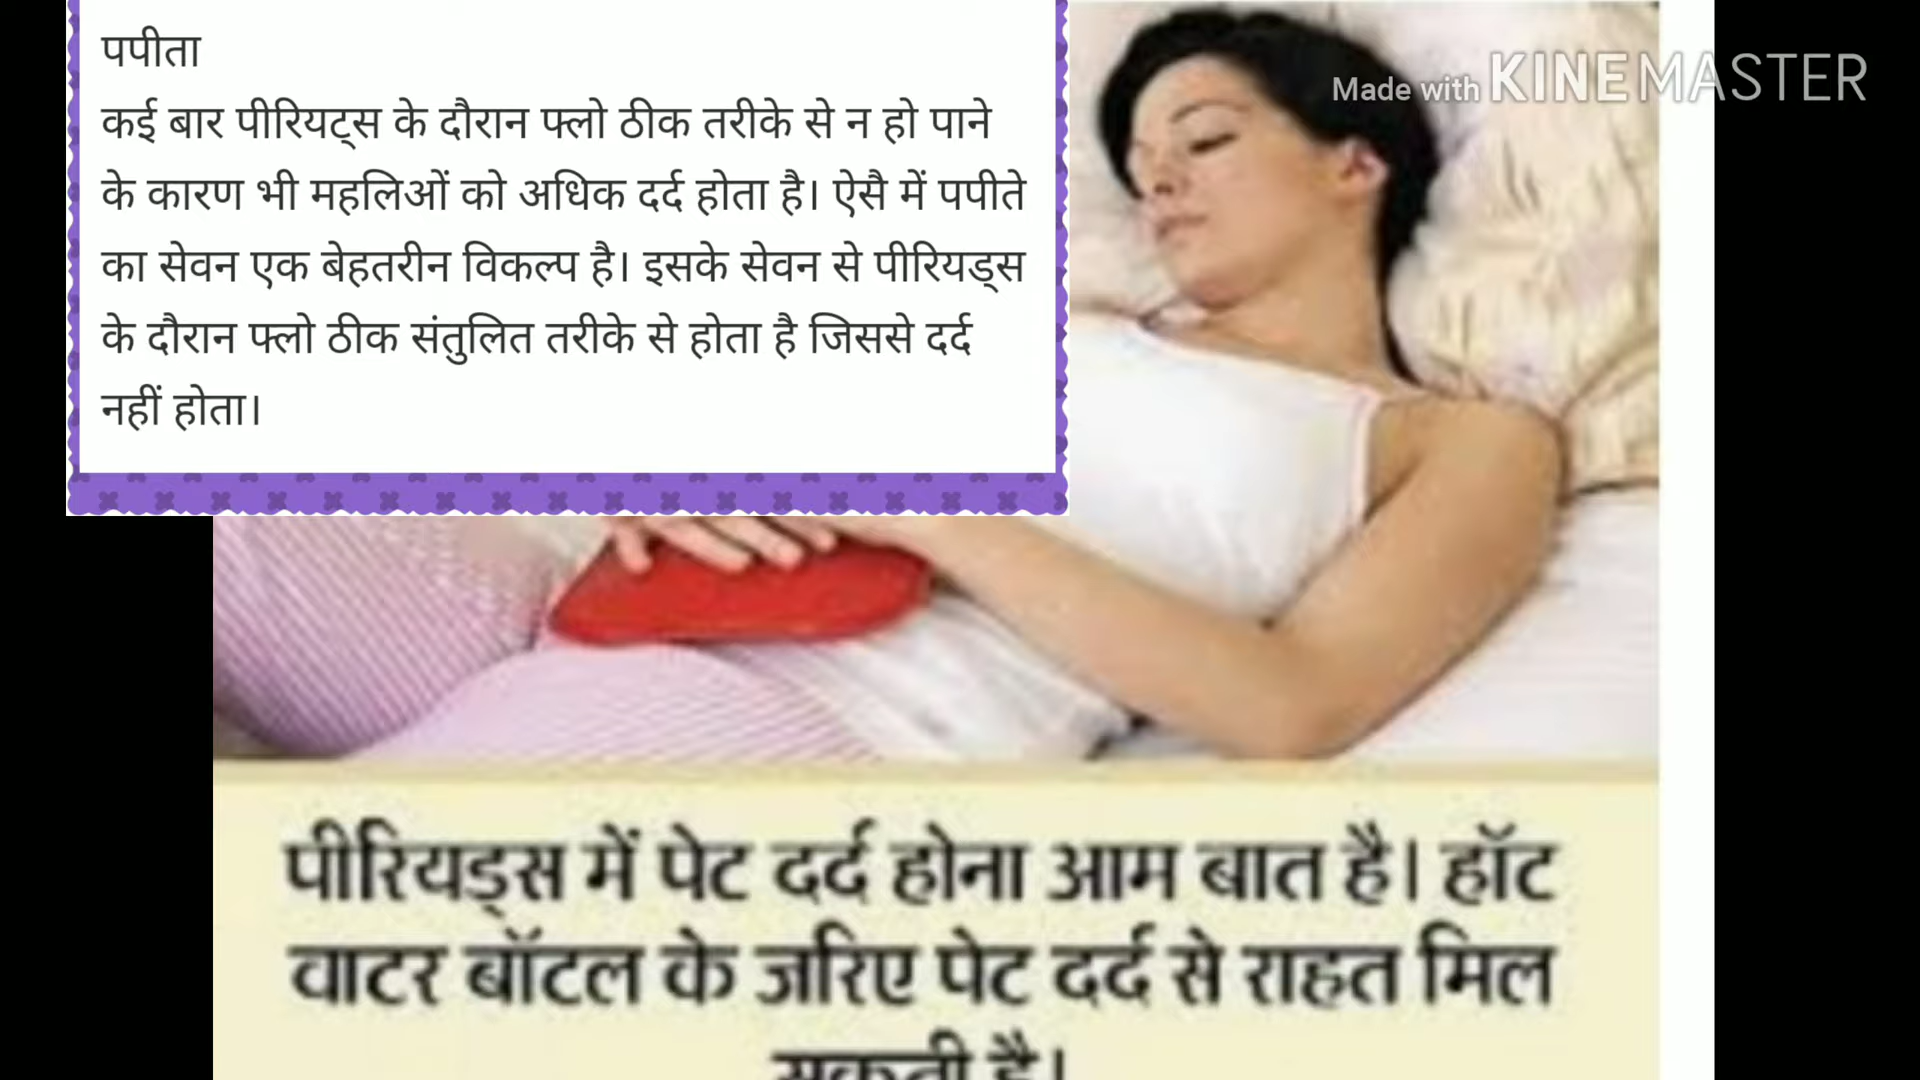 पपीता
कई बार पीरियट्स के दौरान फ्लो ठीक तरीके से न हो पाने
के कारण भी महलिओं को अधिक दर्द होता है। ऐसै में पपीते
का सेवन एक बेहतरीन विकल्प है। इसके सेवन से पीरियड्स
के दौरान फ्लो ठीक संतुलित तरीके से होता है जिससे दर्द
नहीं होता।
Made with KINEMASTER
पीरियड्स में पेट दर्द होना आम बात है। हॉट
वाटर बॉटल के जरिए पेट दर्द से राहत मिल
सकती है।